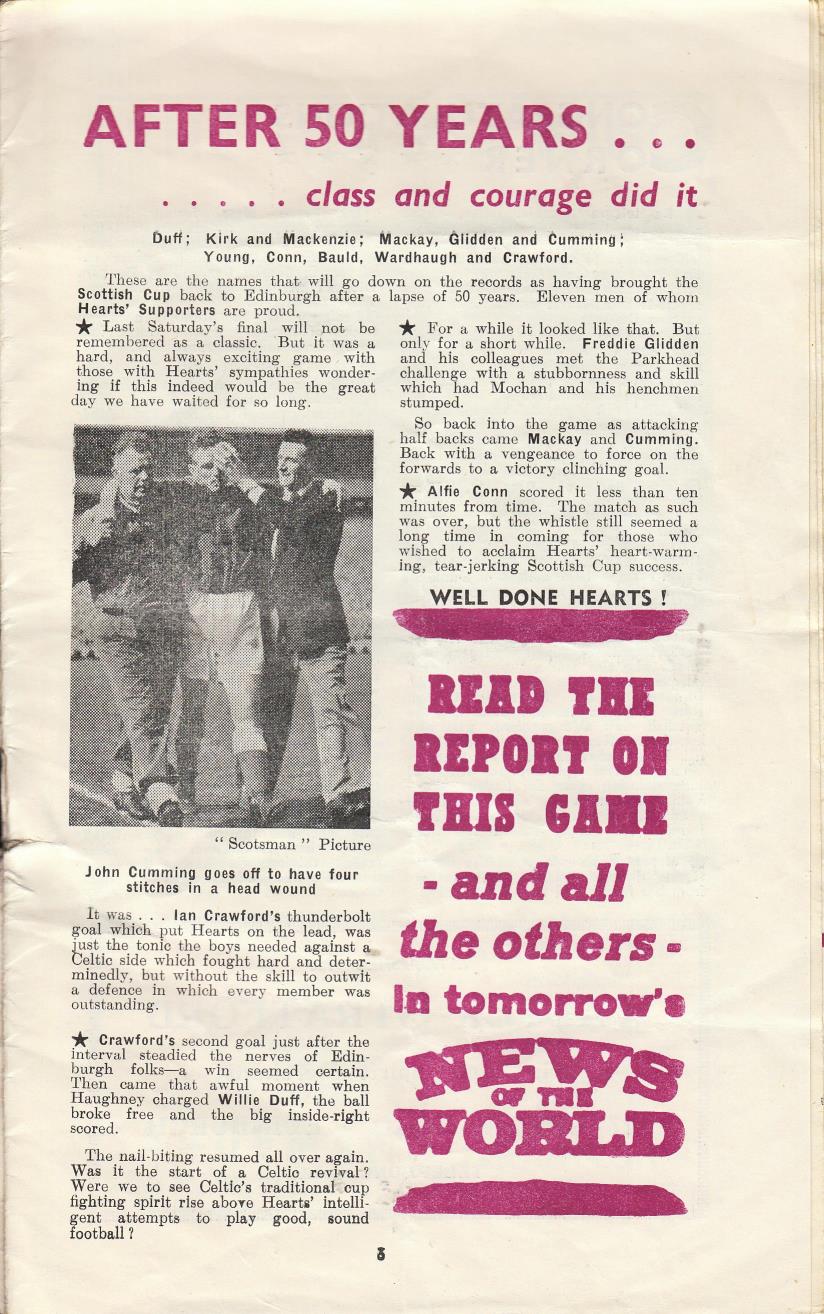 AFTER 50 YEARS . . .
. . . . . class and courage did it
Duff; Kirk and Mackenzie; Mackay, Glidden and Cumming;
Young, Conn, Bauld, Wardhaugh and Crawford.
These are the names that will go down on the records as having brought the
Scottish Cup back to Edinburgh after a lapse of 50 years. Eleven men of whom
Hearts' Supporters are proud.
★ Last Saturday's final will not be
remembered as a classic. But it was a
hard, and always exciting game with
those with Hearts' sympathies wonder-
ing if this indeed would be the great
day we have waited for so long.
"Scotsman" Picture
John Cumming goes off to have four
stitches in a head wound
It was . . . Ian Crawford's thunderbolt
goal which put Hearts on the lead, was
just the tonic the boys needed against a
Celtic side which fought hard and deter-
minedly, but without the skill to outwit
a defence in which every member was
outstanding.
★ Crawford's second goal just after the
interval steadied the nerves of Edin-
burgh folks—a win seemed certain.
Then came that awful moment when
Haughney charged Willie Duff, the ball
broke free and the big inside-right
scored.
The nail-biting resumed all over again.
Was it the start of a Celtic revival?
Were we to see Celtic's traditional cup
fighting spirit rise above Hearts' intelli-
gent attempts to play good, sound
football?
★ For a while it looked like that. But
only for a short while. Freddie Glidden
and his colleagues met the Parkhead
challenge with a stubbornness and skill
which had Mochan and his henchmen
stumped.
So back into the game as attacking
half backs came Mackay and Cumming.
Back with a vengeance to force on the
forwards to a victory clinching goal.
★ Alfie Conn scored it less than ten
minutes from time. The match as such
was over, but the whistle still seemed a
long time in coming for those who
wished to acclaim Hearts' heart-warm-
ing, tear-jerking Scottish Cup success.
WELL DONE HEARTS !
READ THE
REPORT ON
THIS GAME
- and all
the others -
In tomorrow's
NEWS
OF THE
WORLD